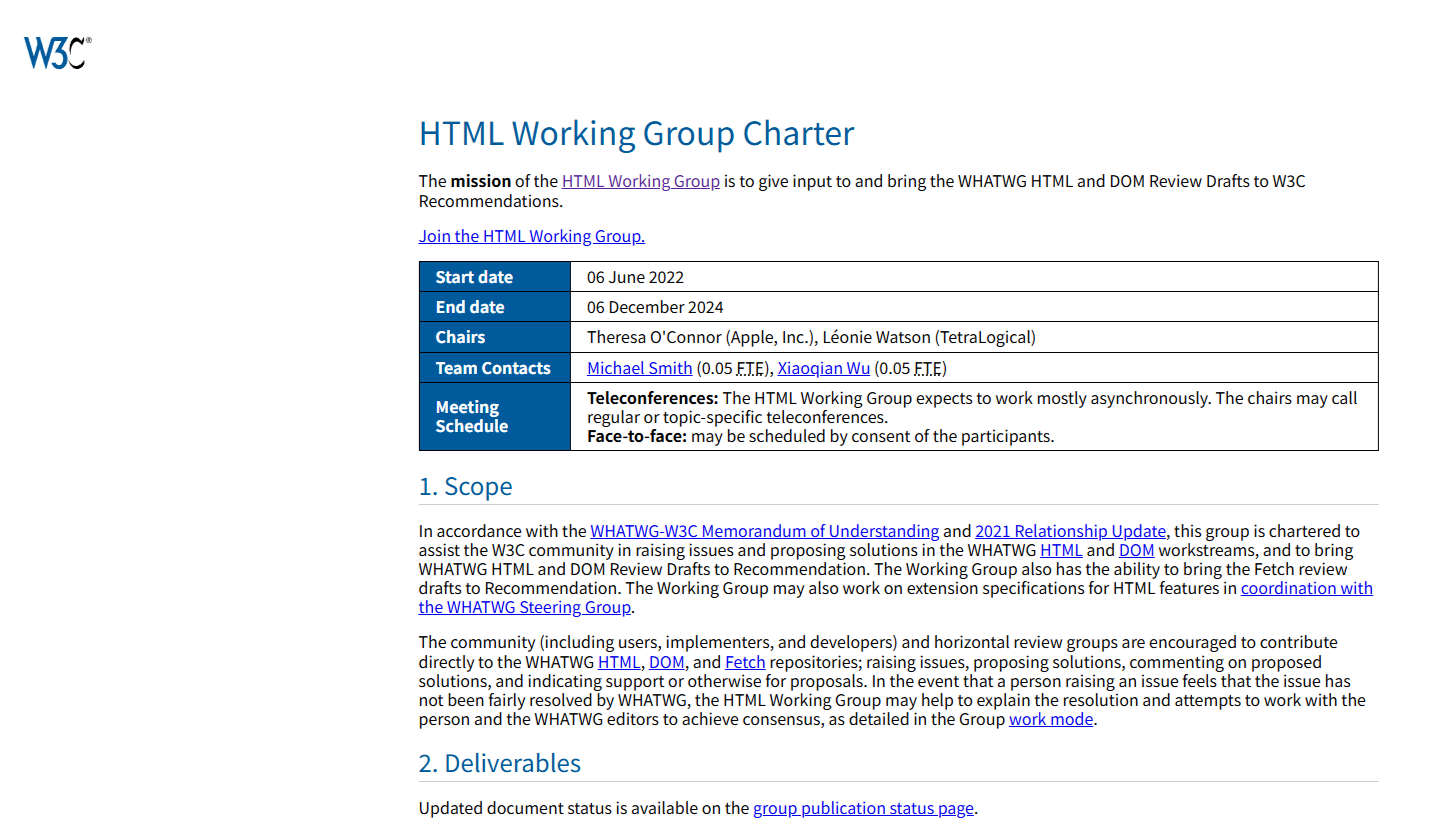 W3C®
HTML Working Group Charter
The mission of the HTML Working Group is to give input to and bring the WHATWG HTML and DOM Review Drafts to W3C
Recommendations.
Join the HTML Working Group.
Start date 06 June 2022
End date 06 December 2024
Chairs Theresa O'Connor (Apple, Inc.), Léonie Watson (TetraLogical)
Team Contacts Michael Smith (0.05 FTE), Xiaoqian Wu (0.05 FTE)
Meeting Schedule
Teleconferences: The HTML Working Group expects to work mostly asynchronously. The chairs may call
regular or topic-specific teleconferences.
Face-to-face: may be scheduled by consent of the participants.
1. Scope
In accordance with the WHATWG-W3C Memorandum of Understanding and 2021 Relationship Update, this group is chartered to
assist the W3C community in raising issues and proposing solutions in the WHATWG HTML and DOM workstreams, and to bring
WHATWG HTML and DOM Review Drafts to Recommendation. The Working Group also has the ability to bring the Fetch review
drafts to Recommendation. The Working Group may also work on extension specifications for HTML features in coordination with
the WHATWG Steering Group.
The community (including users, implementers, and developers) and horizontal review groups are encouraged to contribute
directly to the WHATWG HTML, DOM, and Fetch repositories; raising issues, proposing solutions, commenting on proposed
solutions, and indicating support or otherwise for proposals. In the event that a person raising an issue feels that the issue has
not been fairly resolved by WHATWG, the HTML Working Group may help to explain the resolution and attempts to work with the
person and the WHATWG editors to achieve consensus, as detailed in the Group work mode.
2. Deliverables
Updated document status is available on the group publication status page.